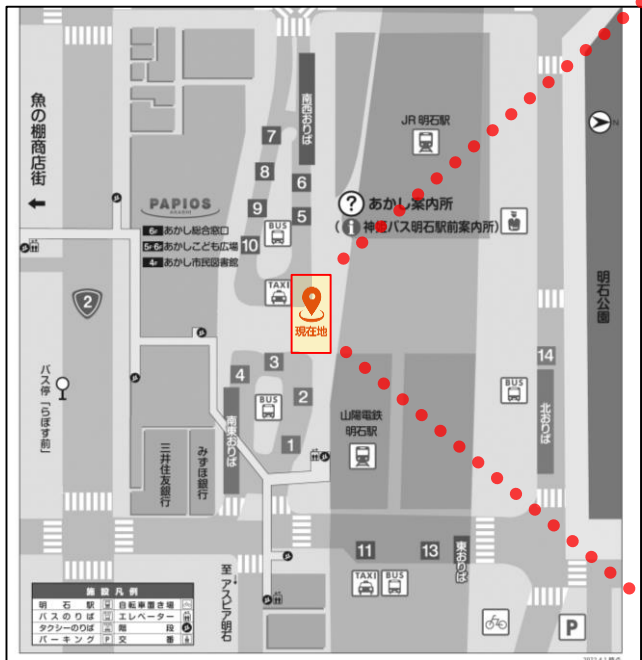 魚の棚商店街
南西おりば
JR 明石駅
N
7
8
6
9
5
10
PAPIOS
AKASHI
6F あかし総合窓口
5F・6F あかしこども広場
4F あかし市民図書館
BUS
? あかし案内所
( i 神姫バス明石駅前案内所)
明石公園
TAXI
現在地
2
バス停「らぽす前」
4
3
2
1
BUS
南東おりば
山陽電鉄
明石駅
14
BUS
北おりば
三井住友銀行
みずほ銀行
至 アスピア明石
11
13
東おりば
TAXI
BUS
P
施設凡例
明石駅
自転車置き場
バスのりば
エレベーター
タクシーのりば
階段
パーキング P
交番